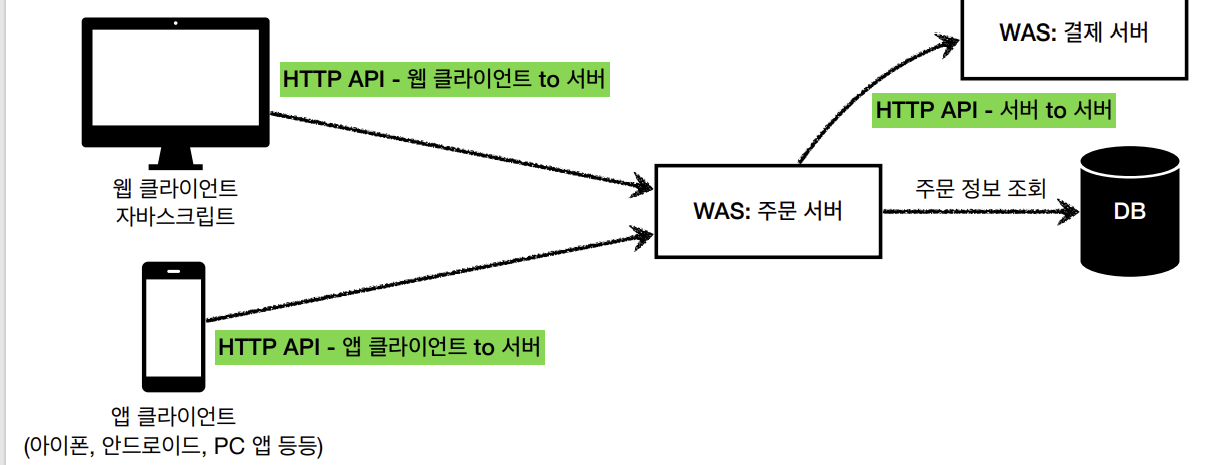 WAS: 결제 서버
HTTP API - 웹 클라이언트 to 서버
HTTP API - 서버 to 서버
웹 클라이언트
자바스크립트
주문 정보 조회
WAS: 주문 서버
DB
HTTP API - 앱 클라이언트 to 서버
앱 클라이언트
(아이폰, 안드로이드, PC 앱 등등)